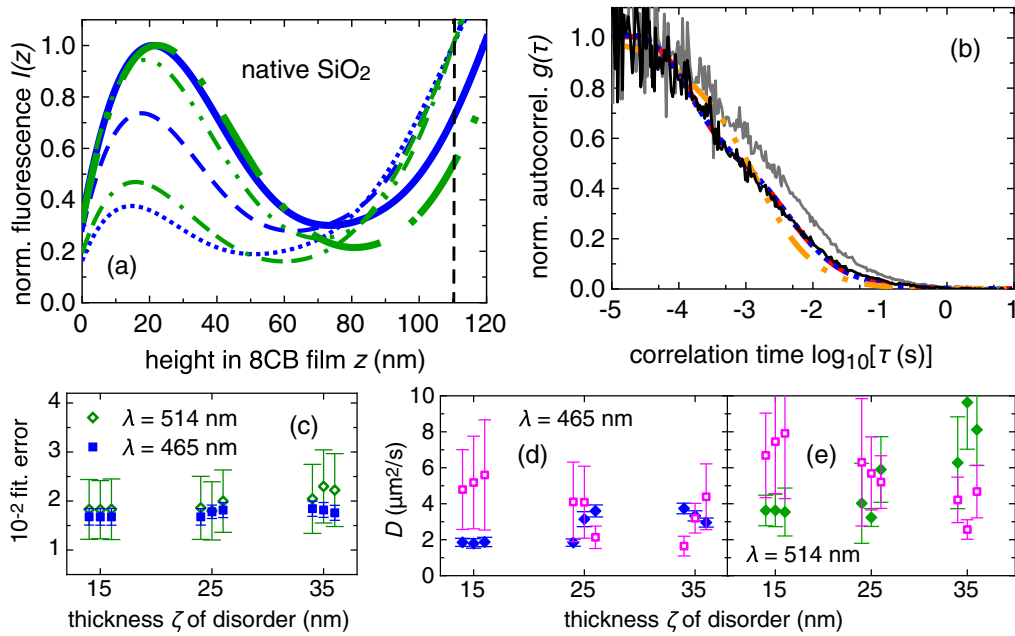 norm. fluorescence I(z)
1.0
0.8
0.6
0.4
0.2
0.0
native SiO₂
(a)
0 20 40 60 80 100 120
height in 8CB film z (nm)
norm. autocorrel. g(τ)
1.0
0.8
0.6
0.4
0.2
0.0
(b)
-5 -4 -3 -2 -1 0 1
correlation time log₁₀[τ (s)]
10⁻² fit. error
4
3
2
1
λ = 514 nm
λ = 465 nm
(c)
15 25 35
thickness ζ of disorder (nm)
D (µm²/s)
10
8
6
4
2
0
λ = 465 nm
(d)
(e)
λ = 514 nm
15 25 35 15 25 35
thickness ζ of disorder (nm)